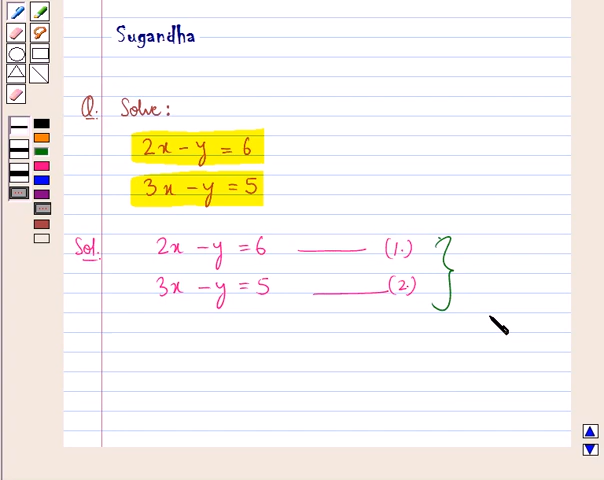 Sugandha
Q. Solve:
2x - y = 6
3x - y = 5
Sol. 2x - y = 6 —— (1.)
3x - y = 5 —— (2.)